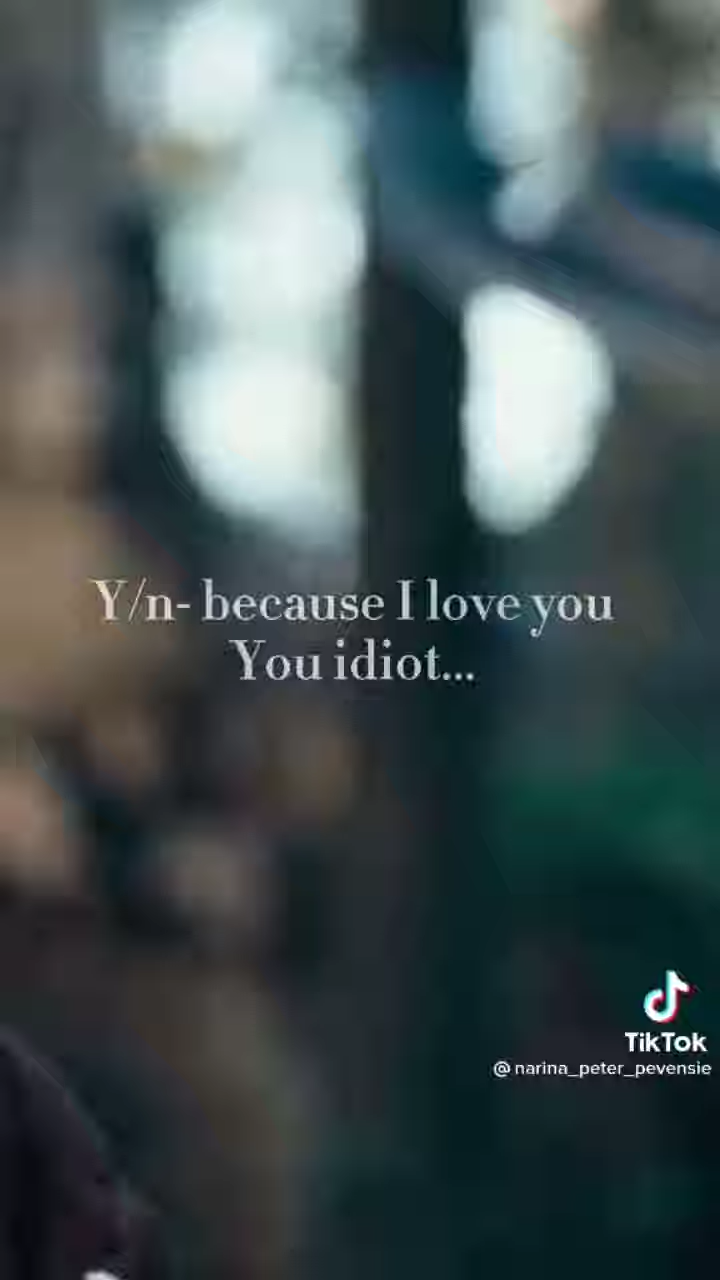 Y/n- because I love you
You idiot...
TikTok
@narina_peter_pevensie